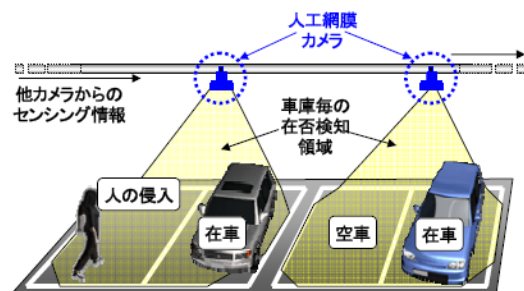 人工網膜
カメラ
他カメラからの
センシング情報
車庫毎の
在否検知
領域
人の侵入
在車
空車
在車